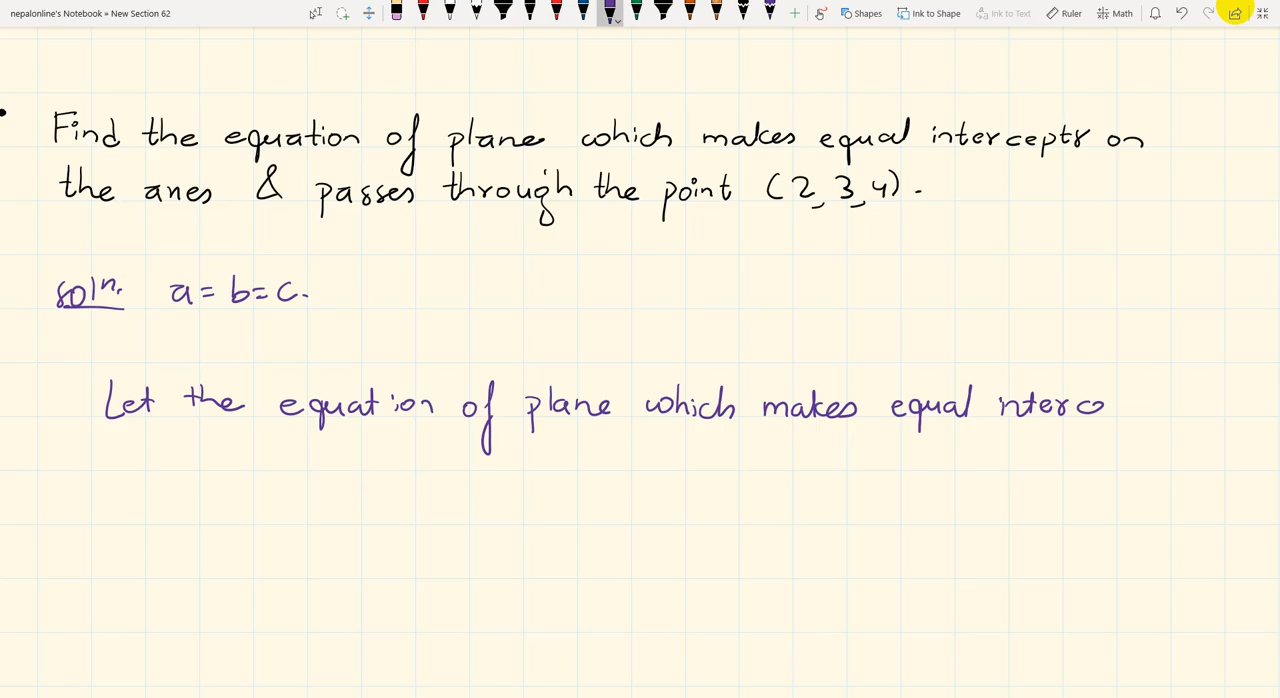 nepalonline's Notebook » New Section 62
Shapes Ink to Shape Ink to Text Ruler Math
Find the equation of plane which makes equal intercepts on
the axes & passes through the point (2,3,4).
soln. a=b=c.
Let the equation of plane which makes equal interc